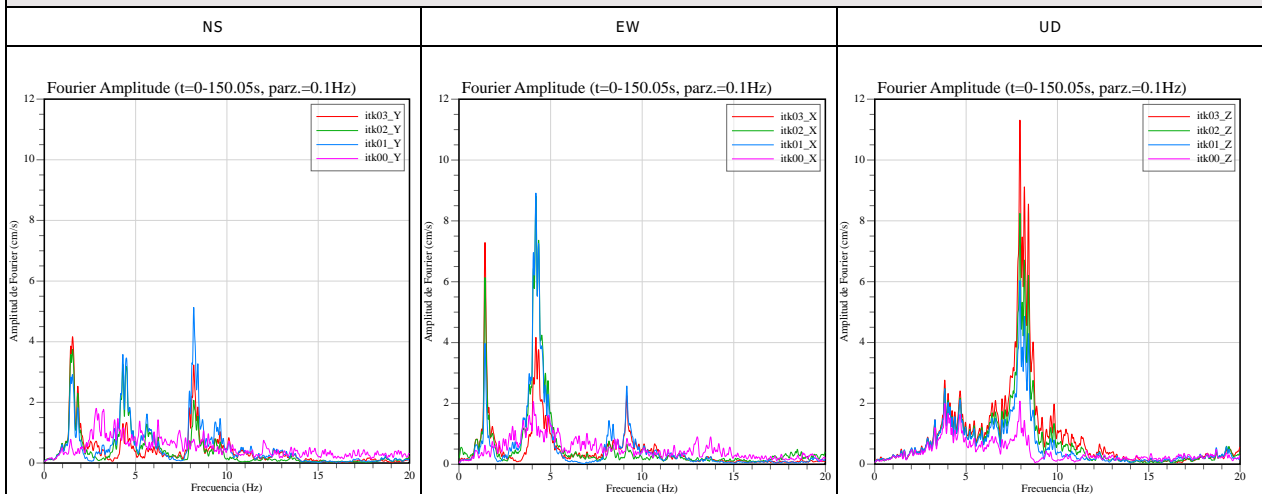 NS
EW
UD
Fourier Amplitude (t=0-150.05s, parz.=0.1Hz)
12
10
8
6
4
2
0
Amplitud de Fourier (cm/s)
itk03_Y
itk02_Y
itk01_Y
itk00_Y
0 5 10 15 20
Frecuencia (Hz)
Fourier Amplitude (t=0-150.05s, parz.=0.1Hz)
12
10
8
6
4
2
0
Amplitud de Fourier (cm/s)
itk03_X
itk02_X
itk01_X
itk00_X
0 5 10 15 20
Frecuencia (Hz)
Fourier Amplitude (t=0-150.05s, parz.=0.1Hz)
12
10
8
6
4
2
0
Amplitud de Fourier (cm/s)
itk03_Z
itk02_Z
itk01_Z
itk00_Z
0 5 10 15 20
Frecuencia (Hz)